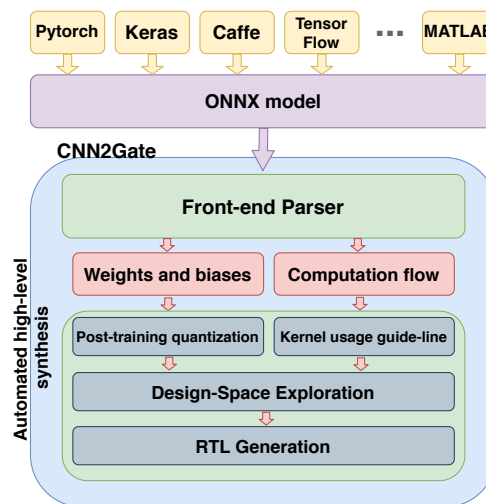 Pytorch
Keras
Caffe
Tensor
Flow
...
MATLAB
ONNX model
CNN2Gate
Front-end Parser
Weights and biases
Computation flow
Automated high-level
synthesis
Post-training quantization
Kernel usage guide-line
Design-Space Exploration
RTL Generation